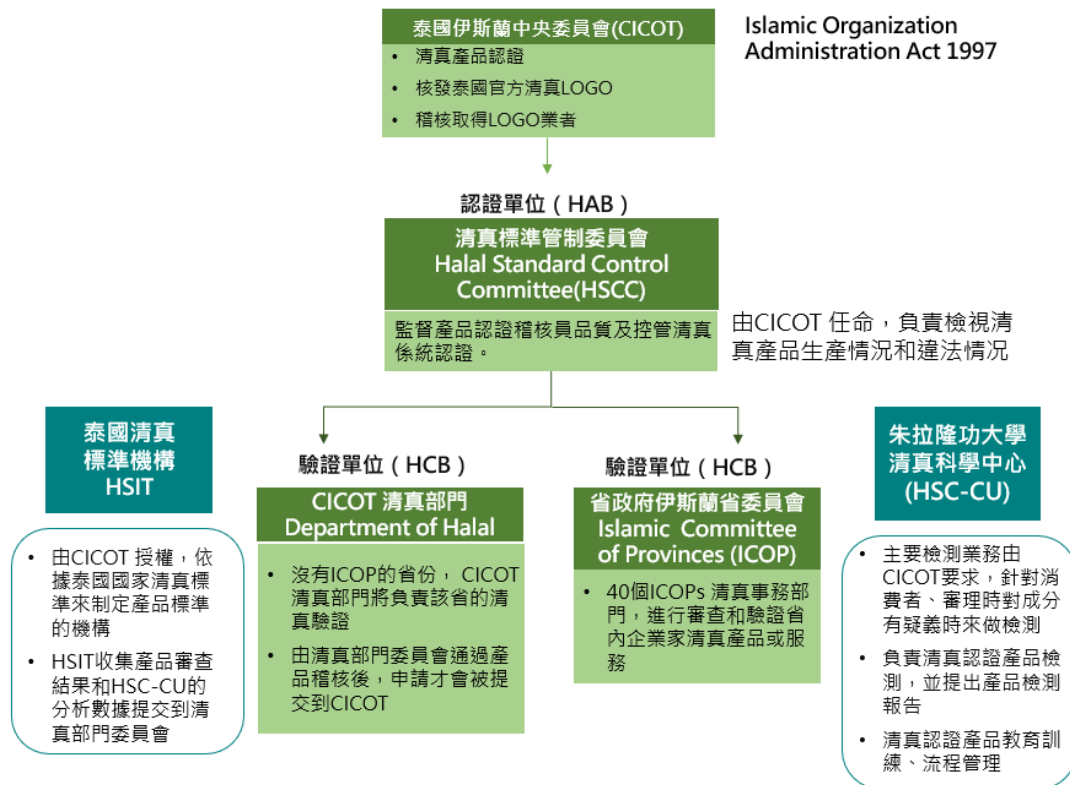 泰國伊斯蘭中央委員會(CICOT)
• 清真產品認證
• 核發泰國官方清真LOGO
• 稽核取得LOGO業者
Islamic Organization
Administration Act 1997
認證單位（HAB）
清真標準管制委員會
Halal Standard Control
Committee(HSCC)
監督產品認證稽核員品質及控管清真
係統認證。
由CICOT 任命，負責檢視清
真產品生產情況和違法情况
泰國清真
標準機構
HSIT
• 由CICOT 授權，依
據泰國國家清真標
準來制定產品標準
的機構
• HSIT收集產品審查
結果和HSC-CU的
分析數據提交到清
真部門委員會
驗證單位（HCB）
CICOT 清真部門
Department of Halal
• 沒有ICOP的省份， CICOT
清真部門將負責該省的清
真驗證
• 由清真部門委員會通過產
品稽核後，申請才會被提
交到CICOT
驗證單位（HCB）
省政府伊斯蘭省委員會
Islamic Committee
of Provinces (ICOP)
• 40個ICOPs 清真事務部
門，進行審查和驗證省
內企業家清真產品或服
務
朱拉隆功大學
清真科學中心
(HSC-CU)
• 主要檢測業務由
CICOT要求，針對消
費者、審理時對成分
有疑義時來做檢測
• 負責清真認證產品檢
測，並提出產品檢測
報告
• 清真認證產品教育訓
練、流程管理